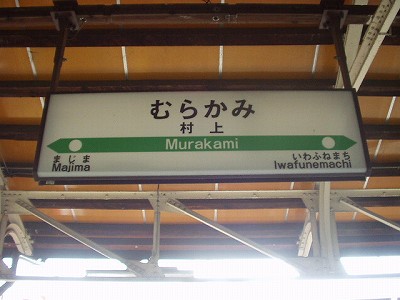 むらかみ
村上
Murakami
まじま
Majima
いわふねまち
Iwafunemachi